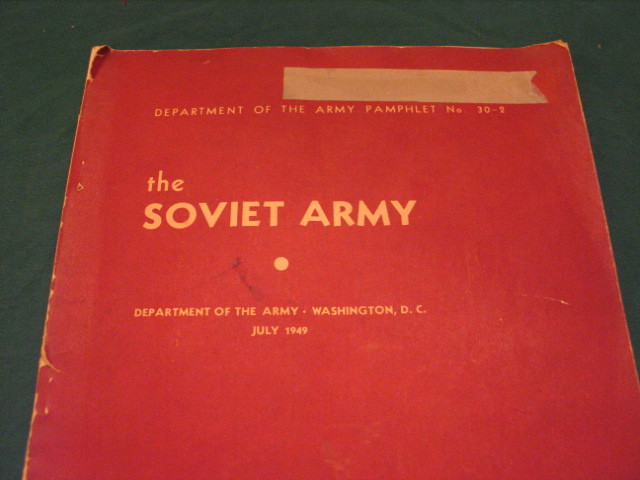 DEPARTMENT OF THE ARMY PAMPHLET No. 30-2
the
SOVIET ARMY
DEPARTMENT OF THE ARMY • WASHINGTON, D. C.
JULY 1949